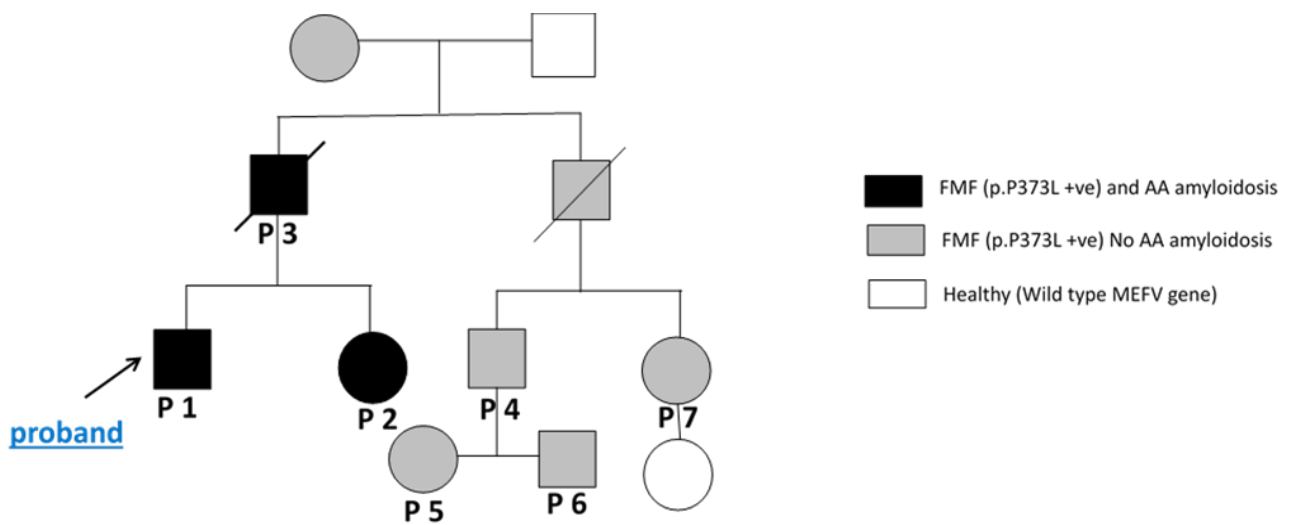 FMF (p.P373L +ve) and AA amyloidosis
P 3
FMF (p.P373L +ve) No AA amyloidosis
Healthy (Wild type MEFV gene)
P 1
P 2
P 4
P 7
proband
P 5
P 6